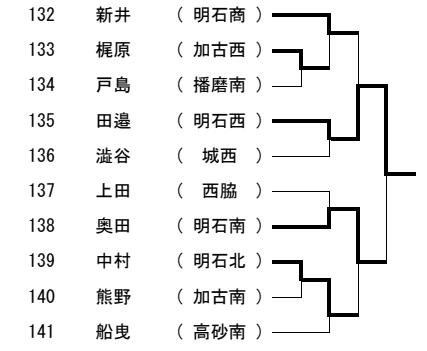 132 新井 （ 明石商 ）
133 梶原 （ 加古西 ）
134 戸島 （ 播磨南 ）
135 田邉 （ 明石西 ）
136 澁谷 （ 城西 ）
137 上田 （ 西脇 ）
138 奥田 （ 明石南 ）
139 中村 （ 明石北 ）
140 熊野 （ 加古南 ）
141 船曳 （ 高砂南 ）